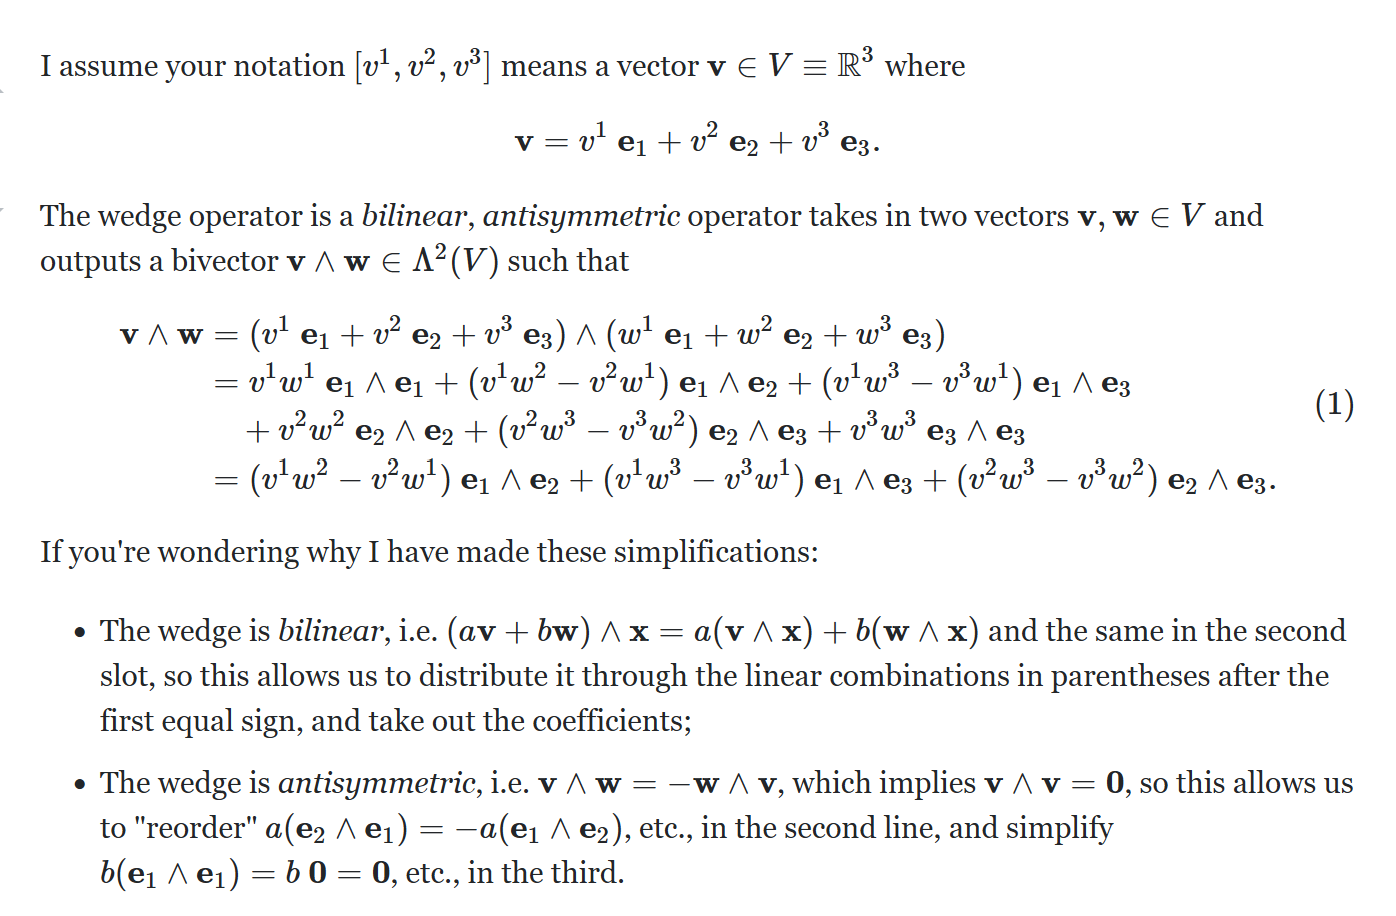 I assume your notation [v¹, v², v³] means a vector v ∈ V ≡ ℝ³ where
v = v¹ e₁ + v² e₂ + v³ e₃.
The wedge operator is a bilinear, antisymmetric operator takes in two vectors v, w ∈ V and
outputs a bivector v ∧ w ∈ Λ²(V) such that
v ∧ w = (v¹ e₁ + v² e₂ + v³ e₃) ∧ (w¹ e₁ + w² e₂ + w³ e₃)
= v¹w¹ e₁ ∧ e₁ + (v¹w² − v²w¹) e₁ ∧ e₂ + (v¹w³ − v³w¹) e₁ ∧ e₃
+ v²w² e₂ ∧ e₂ + (v²w³ − v³w²) e₂ ∧ e₃ + v³w³ e₃ ∧ e₃
= (v¹w² − v²w¹) e₁ ∧ e₂ + (v¹w³ − v³w¹) e₁ ∧ e₃ + (v²w³ − v³w²) e₂ ∧ e₃.
(1)
If you're wondering why I have made these simplifications:
• The wedge is bilinear, i.e. (av + bw) ∧ x = a(v ∧ x) + b(w ∧ x) and the same in the second
slot, so this allows us to distribute it through the linear combinations in parentheses after the
first equal sign, and take out the coefficients;
• The wedge is antisymmetric, i.e. v ∧ w = −w ∧ v, which implies v ∧ v = 0, so this allows us
to "reorder" a(e₂ ∧ e₁) = −a(e₁ ∧ e₂), etc., in the second line, and simplify
b(e₁ ∧ e₁) = b 0 = 0, etc., in the third.